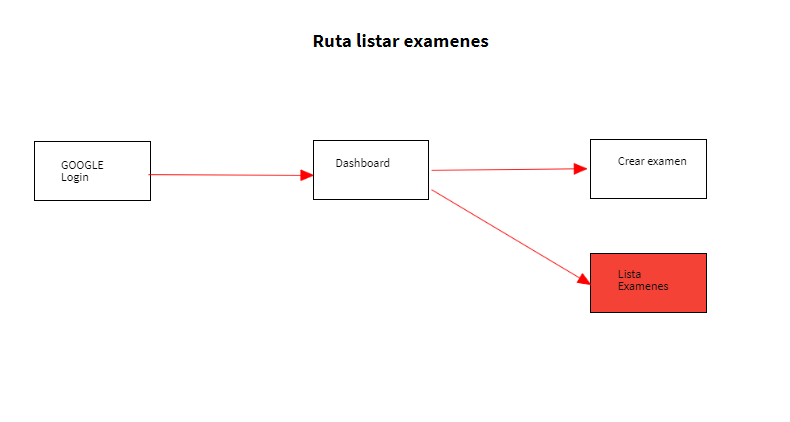 Ruta listar examenes
GOOGLE
Login
Dashboard
Crear examen
Lista
Examenes